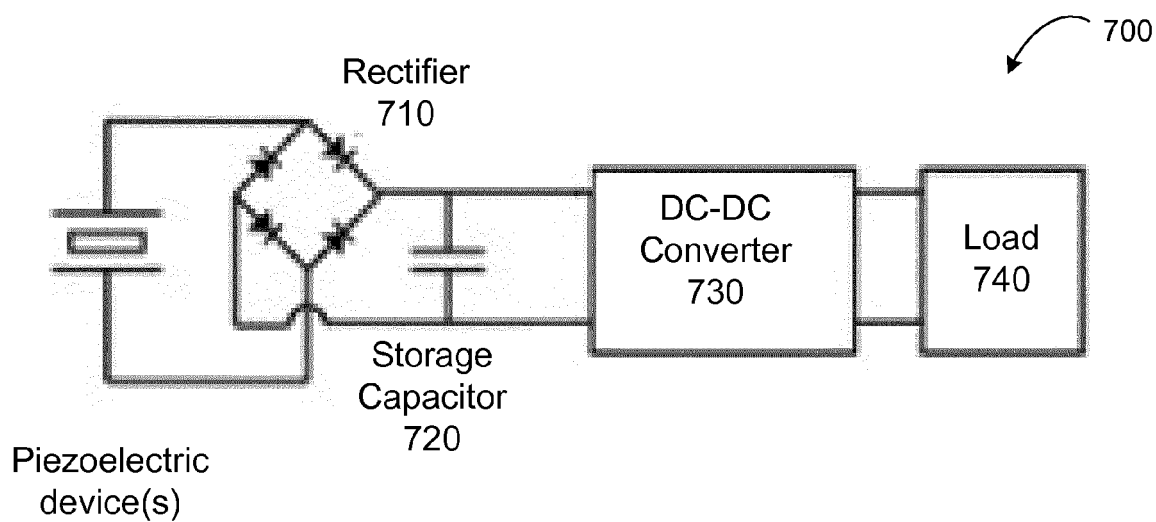 700
Rectifier
710
DC-DC
Converter
730
Load
740
Storage
Capacitor
720
Piezoelectric
device(s)